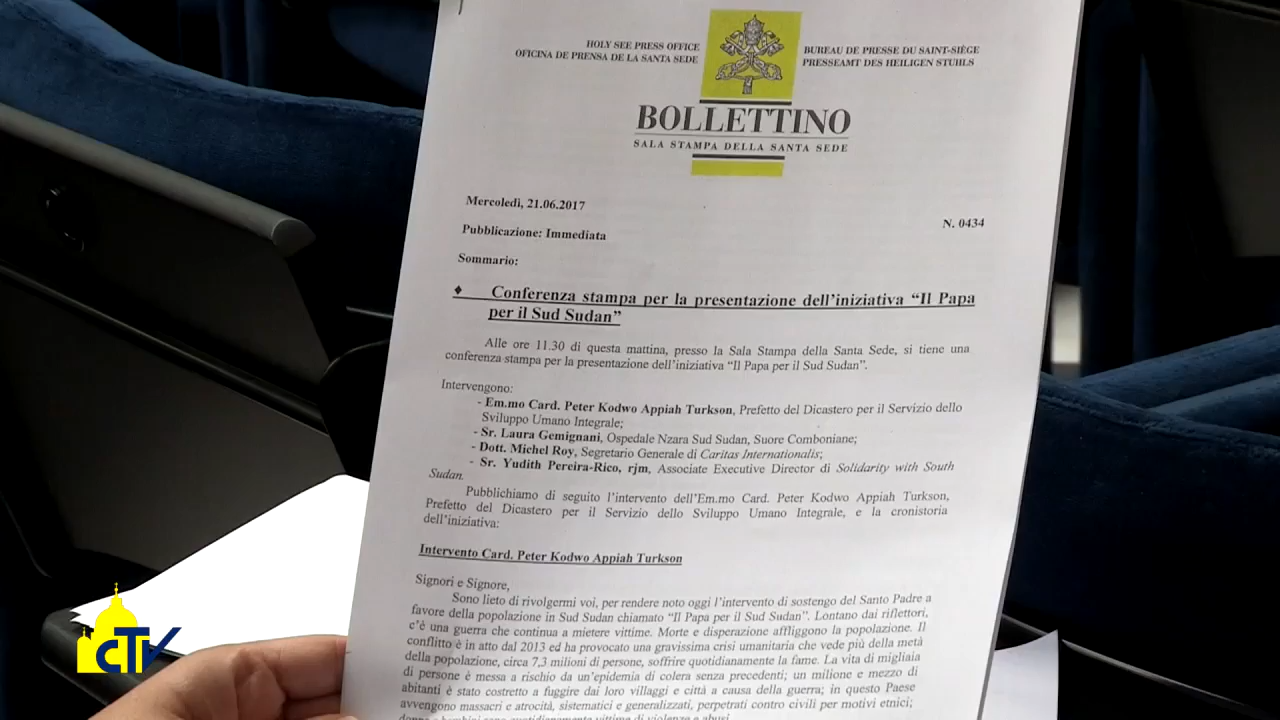 HOLY SEE PRESS OFFICE
OFICINA DE PRENSA DE LA SANTA SEDE
BUREAU DE PRESSE DU SAINT-SIÈGE
PRESSEAMT DES HEILIGEN STUHLS
BOLLETTINO
SALA STAMPA DELLA SANTA SEDE
Mercoledì, 21.06.2017
N. 0434
Pubblicazione: Immediata
Sommario:
♦ Conferenza stampa per la presentazione dell'iniziativa “Il Papa
per il Sud Sudan”
Alle ore 11.30 di questa mattina, presso la Sala Stampa della Santa Sede, si tiene una
conferenza stampa per la presentazione dell'iniziativa “Il Papa per il Sud Sudan”.
Intervengono:
- Em.mo Card. Peter Kodwo Appiah Turkson, Prefetto del Dicastero per il Servizio dello
Sviluppo Umano Integrale;
- Sr. Laura Gemignani, Ospedale Nzara Sud Sudan, Suore Comboniane;
- Dott. Michel Roy, Segretario Generale di Caritas Internationalis;
- Sr. Yudith Pereira-Rico, rjm, Associate Executive Director di Solidarity with South
Sudan.
Pubblichiamo di seguito l'intervento dell'Em.mo Card. Peter Kodwo Appiah Turkson,
Prefetto del Dicastero per il Servizio dello Sviluppo Umano Integrale, e la cronistoria
dell'iniziativa:
Intervento Card. Peter Kodwo Appiah Turkson
Signori e Signore,
Sono lieto di rivolgermi voi, per rendere noto oggi l'intervento di sostengo del Santo Padre a
favore della popolazione in Sud Sudan chiamato “Il Papa per il Sud Sudan”. Lontano dai riflettori,
c'è una guerra che continua a mietere vittime. Morte e disperazione affliggono la popolazione. Il
conflitto è in atto dal 2013 ed ha provocato una gravissima crisi umanitaria che vede più della metà
della popolazione, circa 7,3 milioni di persone, soffrire quotidianamente la fame. La vita di migliaia
di persone è messa a rischio da un'epidemia di colera senza precedenti; un milione e mezzo di
abitanti è stato costretto a fuggire dai loro villaggi e città a causa della guerra; in questo Paese
avvengono massacri e atrocità, sistematici e generalizzati, perpetrati contro civili per motivi etnici;
donne e bambini sono quotidianamente vittime di violenze e abusi.
CTV